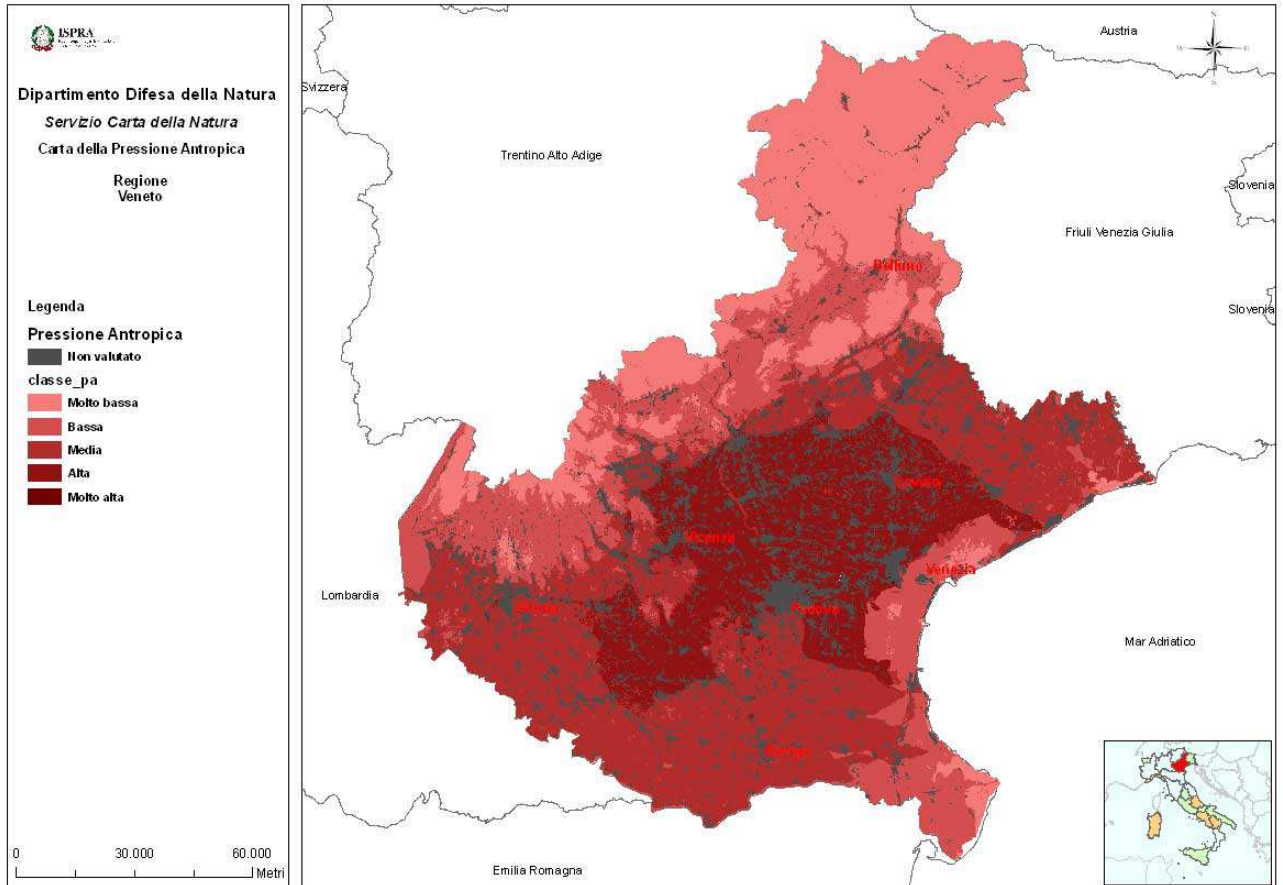 ISPRA
Dipartimento Difesa della Natura
Servizio Carta della Natura
Carta della Pressione Antropica
Regione
Veneto
Legenda
Pressione Antropica
Non valutato
classe_pa
Molto bassa
Bassa
Media
Alta
Molto alta
0 30.000 60.000
Metri
Austria
N
Svizzera
Trentino Alto Adige
Slovenia
Friuli Venezia Giulia
Belluno
Slovenia
Treviso
Vicenza
Venezia
Lombardia
Verona
Padova
Mar Adriatico
Rovigo
Emilia Romagna